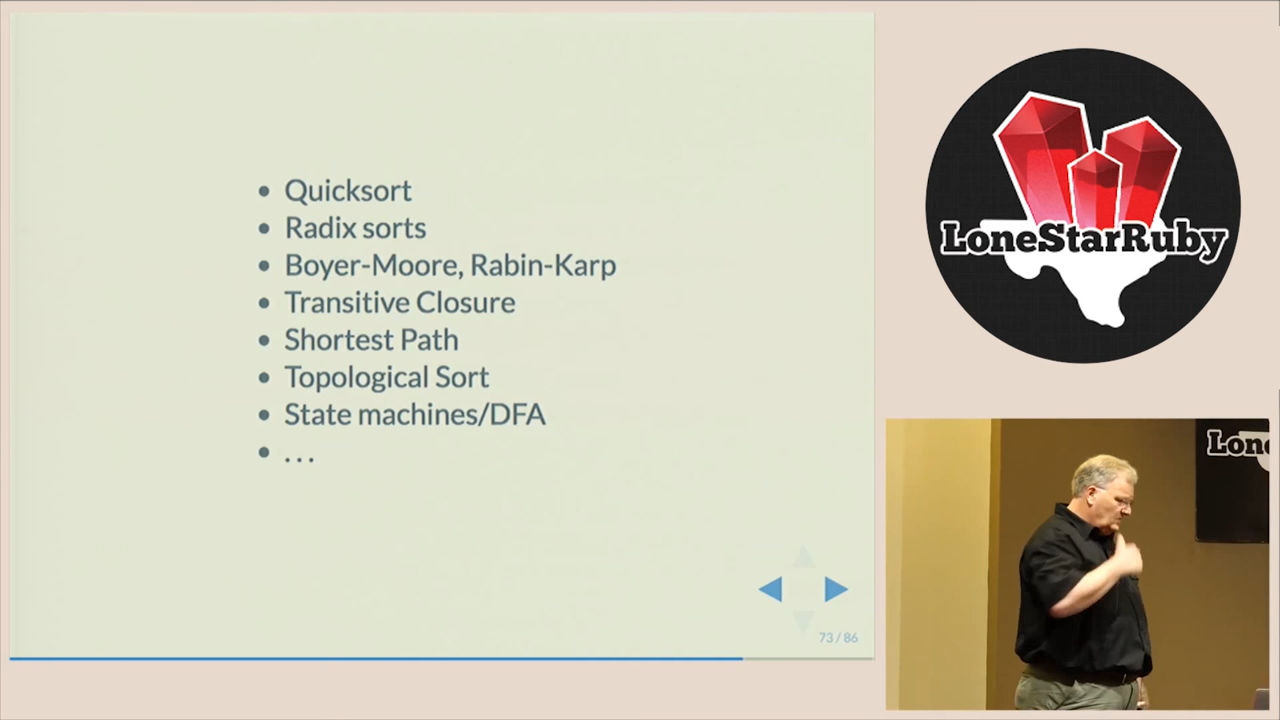 • Quicksort
• Radix sorts
• Boyer-Moore, Rabin-Karp
• Transitive Closure
• Shortest Path
• Topological Sort
• State machines/DFA
• ...
73 / 86
LoneStarRuby
Lon